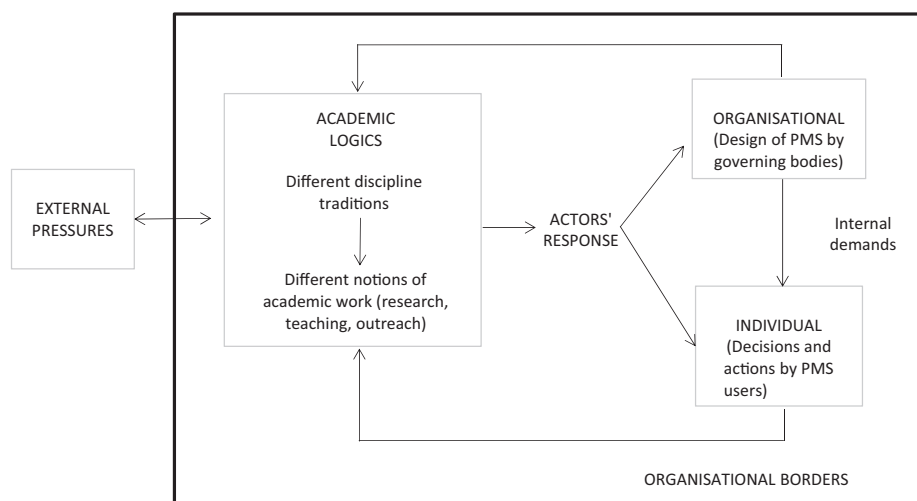 EXTERNAL
PRESSURES
ACADEMIC
LOGICS
Different discipline
traditions
Different notions of
academic work (research,
teaching, outreach)
ACTORS'
RESPONSE
ORGANISATIONAL
(Design of PMS by
governing bodies)
Internal
demands
INDIVIDUAL
(Decisions and
actions by PMS
users)
ORGANISATIONAL BORDERS